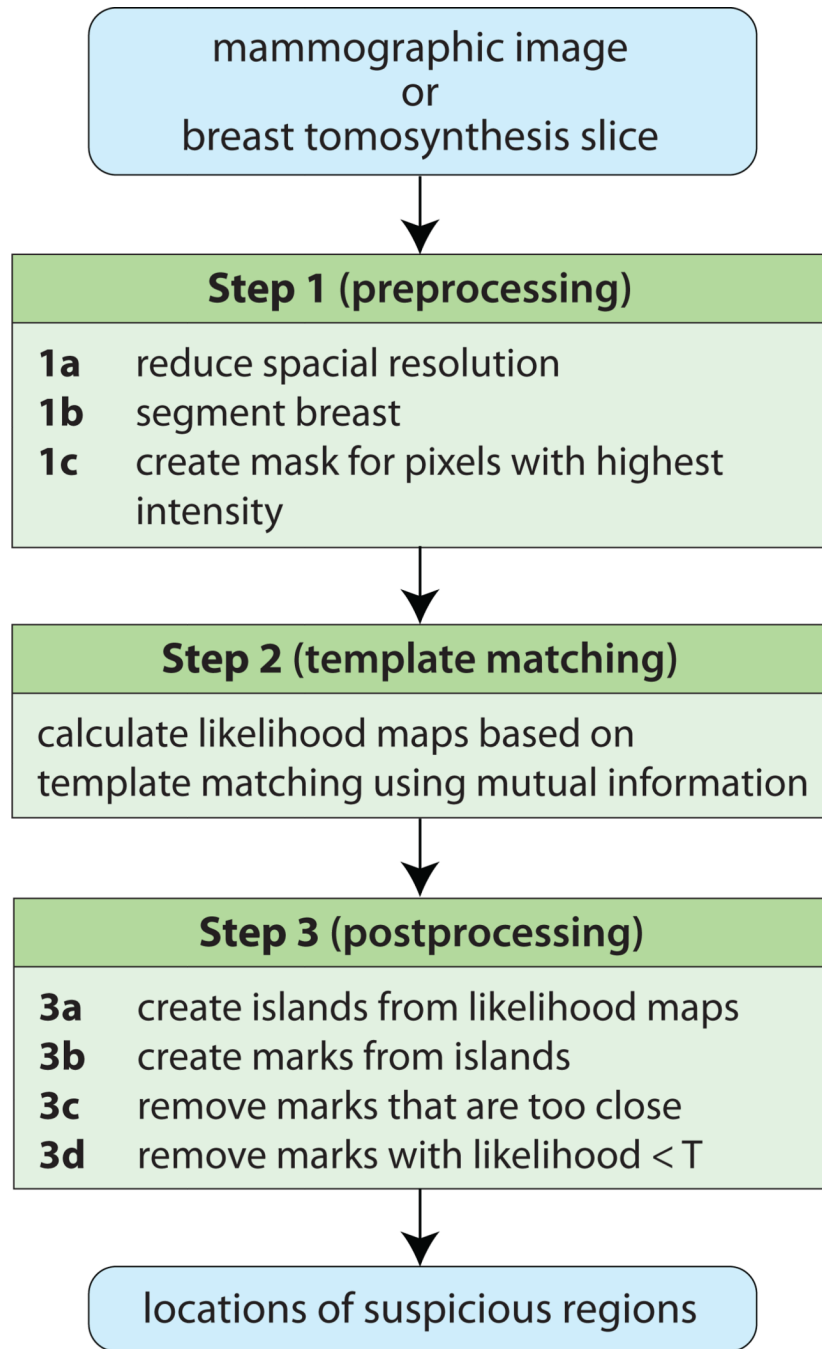 mammographic image
or
breast tomosynthesis slice
Step 1 (preprocessing)
1a reduce spacial resolution
1b segment breast
1c create mask for pixels with highest
intensity
Step 2 (template matching)
calculate likelihood maps based on
template matching using mutual information
Step 3 (postprocessing)
3a create islands from likelihood maps
3b create marks from islands
3c remove marks that are too close
3d remove marks with likelihood < T
locations of suspicious regions